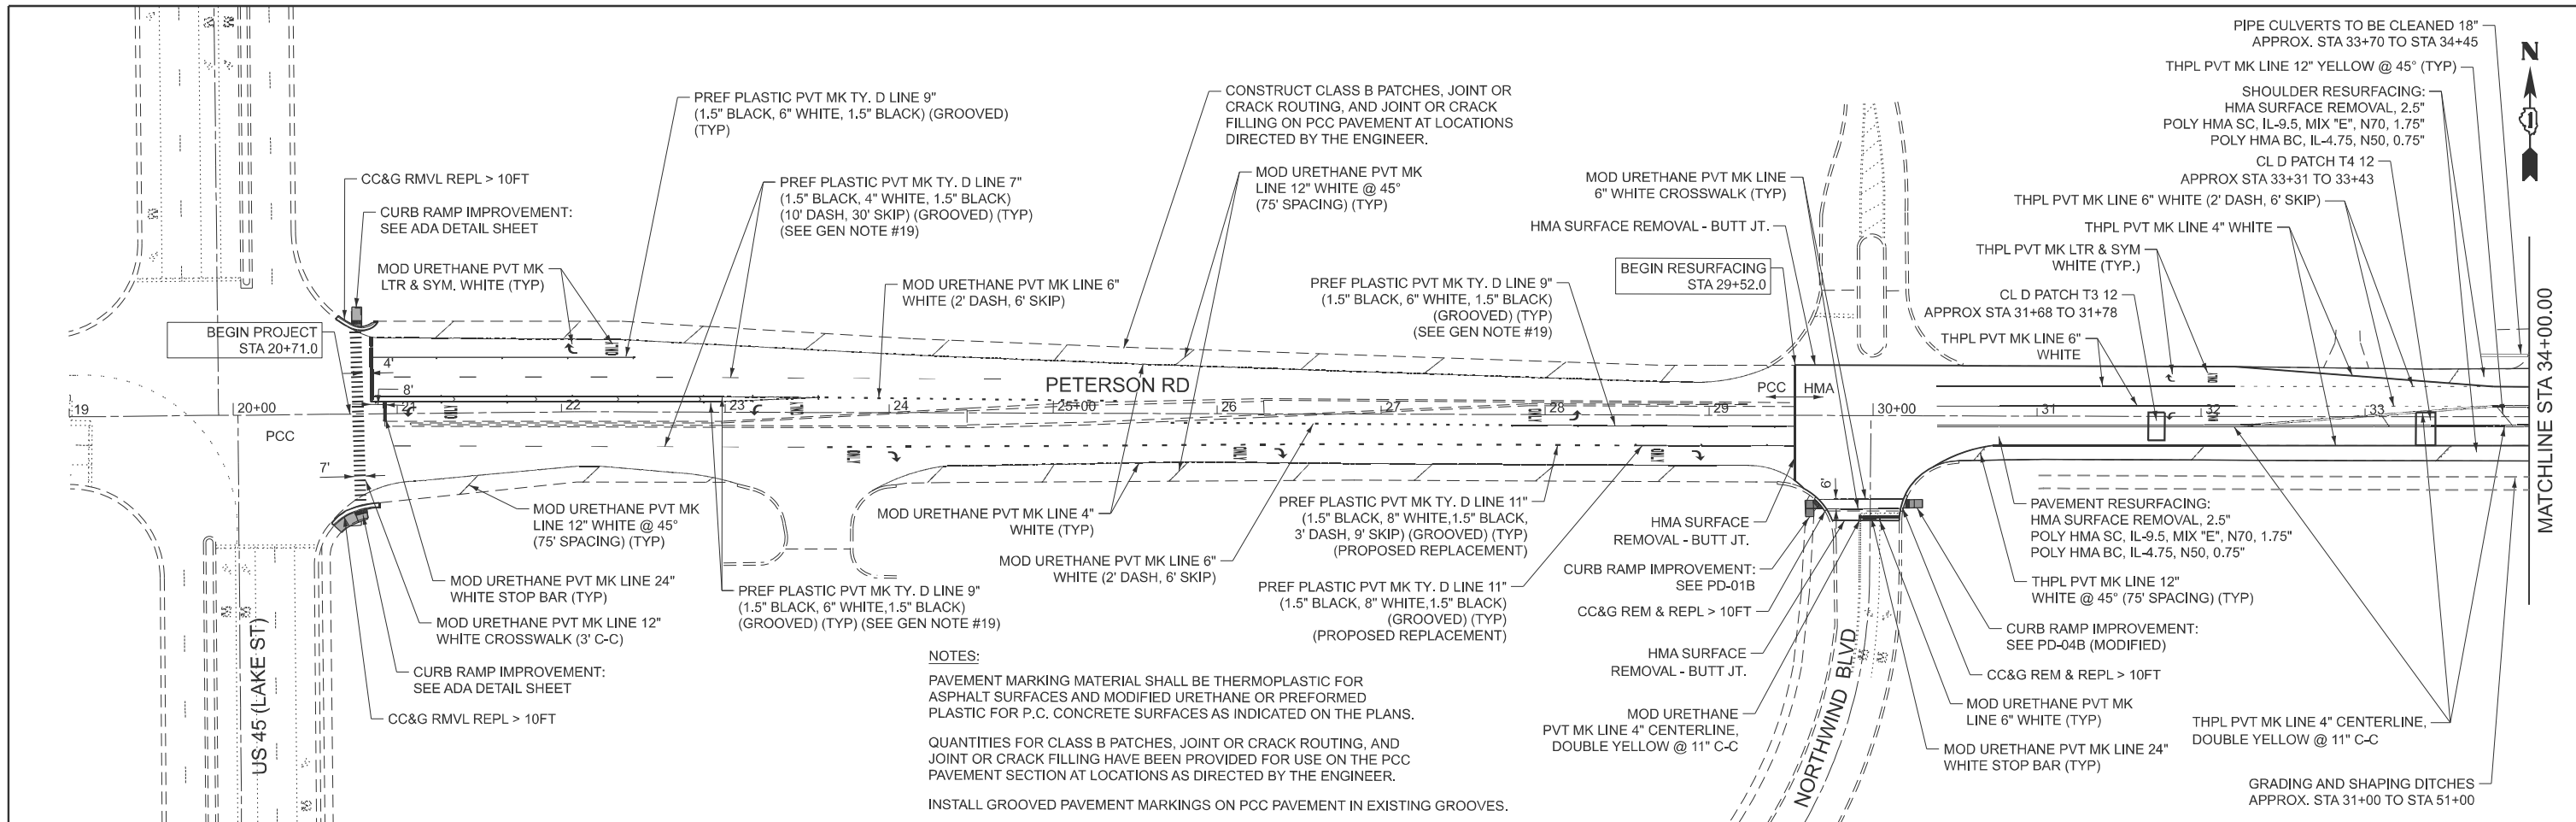 PIPE CULVERTS TO BE CLEANED 18"
APPROX. STA 33+70 TO STA 34+45
N
THPL PVT MK LINE 12" YELLOW @ 45° (TYP)
SHOULDER RESURFACING:
HMA SURFACE REMOVAL, 2.5"
POLY HMA SC, IL-9.5, MIX "E", N70, 1.75"
POLY HMA BC, IL-4.75, N50, 0.75"
CL D PATCH T4 12
APPROX STA 33+31 TO 33+43
THPL PVT MK LINE 6" WHITE (2' DASH, 6' SKIP)
THPL PVT MK LINE 4" WHITE
THPL PVT MK LTR & SYM
WHITE (TYP.)
CL D PATCH T3 12
APPROX STA 31+68 TO 31+78
THPL PVT MK LINE 6"
WHITE
PREF PLASTIC PVT MK TY. D LINE 9"
(1.5" BLACK, 6" WHITE, 1.5" BLACK) (GROOVED)
(TYP)
CONSTRUCT CLASS B PATCHES, JOINT OR
CRACK ROUTING, AND JOINT OR CRACK
FILLING ON PCC PAVEMENT AT LOCATIONS
DIRECTED BY THE ENGINEER.
CC&G RMVL REPL > 10FT
CURB RAMP IMPROVEMENT:
SEE ADA DETAIL SHEET
PREF PLASTIC PVT MK TY. D LINE 7"
(1.5" BLACK, 4" WHITE, 1.5" BLACK)
(10' DASH, 30' SKIP) (GROOVED) (TYP)
(SEE GEN NOTE #19)
MOD URETHANE PVT MK
LINE 12" WHITE @ 45°
(75' SPACING) (TYP)
MOD URETHANE PVT MK LINE
6" WHITE CROSSWALK (TYP)
HMA SURFACE REMOVAL - BUTT JT.
MOD URETHANE PVT MK
LTR & SYM. WHITE (TYP)
MOD URETHANE PVT MK LINE 6"
WHITE (2' DASH, 6' SKIP)
PREF PLASTIC PVT MK TY. D LINE 9"
(1.5" BLACK, 6" WHITE, 1.5" BLACK)
(GROOVED) (TYP)
(SEE GEN NOTE #19)
BEGIN RESURFACING
STA 29+52.0
BEGIN PROJECT
STA 20+71.0
4'
8'
7'
6'
PETERSON RD
PCC
HMA
PCC
19
20+00
21
22
23
24
25+00
26
27
28
29
30+00
31
32
33
ONLY
ONLY
ONLY
ONLY
ONLY
ONLY
ONLY
MATCHLINE STA 34+00.00
MOD URETHANE PVT MK
LINE 12" WHITE @ 45°
(75' SPACING) (TYP)
MOD URETHANE PVT MK LINE 24"
WHITE STOP BAR (TYP)
MOD URETHANE PVT MK LINE 12"
WHITE CROSSWALK (3' C-C)
CURB RAMP IMPROVEMENT:
SEE ADA DETAIL SHEET
CC&G RMVL REPL > 10FT
US 45 (LAKE ST)
PREF PLASTIC PVT MK TY. D LINE 9"
(1.5" BLACK, 6" WHITE,1.5" BLACK)
(GROOVED) (TYP) (SEE GEN NOTE #19)
MOD URETHANE PVT MK LINE 4"
WHITE (TYP)
MOD URETHANE PVT MK LINE 6"
WHITE (2' DASH, 6' SKIP)
PREF PLASTIC PVT MK TY. D LINE 11"
(1.5" BLACK, 8" WHITE,1.5" BLACK,
3' DASH, 9' SKIP) (GROOVED) (TYP)
(PROPOSED REPLACEMENT)
PREF PLASTIC PVT MK TY. D LINE 11"
(1.5" BLACK, 8" WHITE,1.5" BLACK)
(GROOVED) (TYP)
(PROPOSED REPLACEMENT)
HMA SURFACE
REMOVAL - BUTT JT.
CURB RAMP IMPROVEMENT:
SEE PD-01B
CC&G REM & REPL > 10FT
HMA SURFACE
REMOVAL - BUTT JT.
MOD URETHANE
PVT MK LINE 4" CENTERLINE,
DOUBLE YELLOW @ 11" C-C
NORTHWIND BLVD
PAVEMENT RESURFACING:
HMA SURFACE REMOVAL, 2.5"
POLY HMA SC, IL-9.5, MIX "E", N70, 1.75"
POLY HMA BC, IL-4.75, N50, 0.75"
THPL PVT MK LINE 12"
WHITE @ 45° (75' SPACING) (TYP)
CURB RAMP IMPROVEMENT:
SEE PD-04B (MODIFIED)
CC&G REM & REPL > 10FT
MOD URETHANE PVT MK
LINE 6" WHITE (TYP)
MOD URETHANE PVT MK LINE 24"
WHITE STOP BAR (TYP)
THPL PVT MK LINE 4" CENTERLINE,
DOUBLE YELLOW @ 11" C-C
GRADING AND SHAPING DITCHES
APPROX. STA 31+00 TO STA 51+00
NOTES:
PAVEMENT MARKING MATERIAL SHALL BE THERMOPLASTIC FOR
ASPHALT SURFACES AND MODIFIED URETHANE OR PREFORMED
PLASTIC FOR P.C. CONCRETE SURFACES AS INDICATED ON THE PLANS.
QUANTITIES FOR CLASS B PATCHES, JOINT OR CRACK ROUTING, AND
JOINT OR CRACK FILLING HAVE BEEN PROVIDED FOR USE ON THE PCC
PAVEMENT SECTION AT LOCATIONS AS DIRECTED BY THE ENGINEER.
INSTALL GROOVED PAVEMENT MARKINGS ON PCC PAVEMENT IN EXISTING GROOVES.